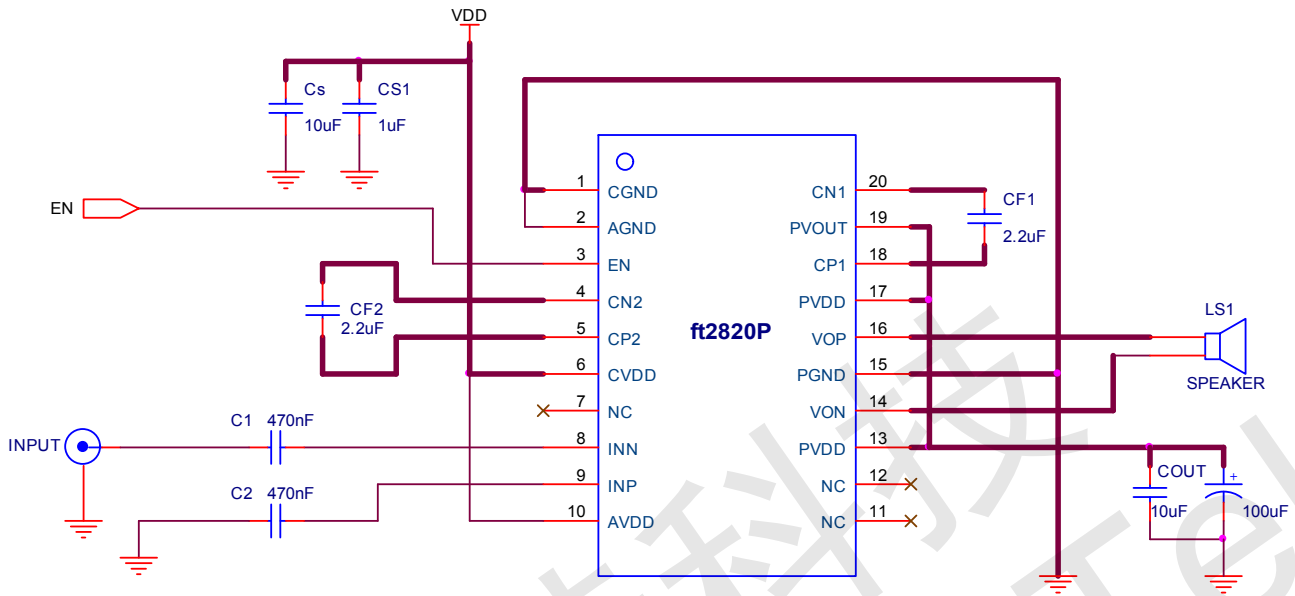 VDD
Cs
10uF
CS1
1uF
EN
CF2
2.2uF
INPUT
C1 470nF
C2 470nF
ft2820P
1 CGND
2 AGND
3 EN
4 CN2
5 CP2
6 CVDD
7 NC
8 INN
9 INP
10 AVDD
20 CN1
19 PVOUT
18 CP1
17 PVDD
16 VOP
15 PGND
14 VON
13 PVDD
12 NC
11 NC
CF1
2.2uF
LS1
SPEAKER
COUT
10uF
+
100uF
科技
Tel